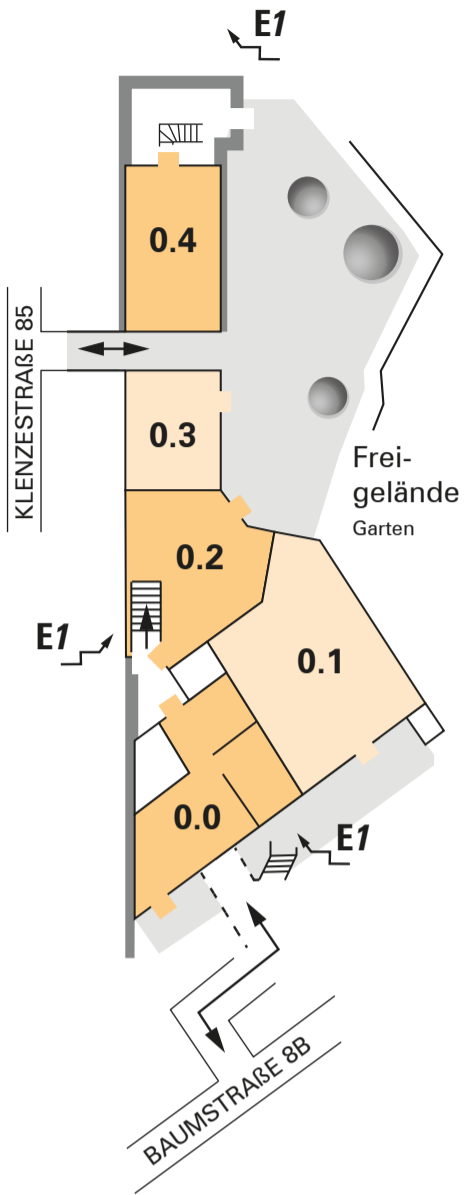 E1
0.4
KLENZESTRAßE 85
0.3
Frei-
gelände
Garten
0.2
E1
0.1
0.0
E1
BAUMSTRAßE 8B